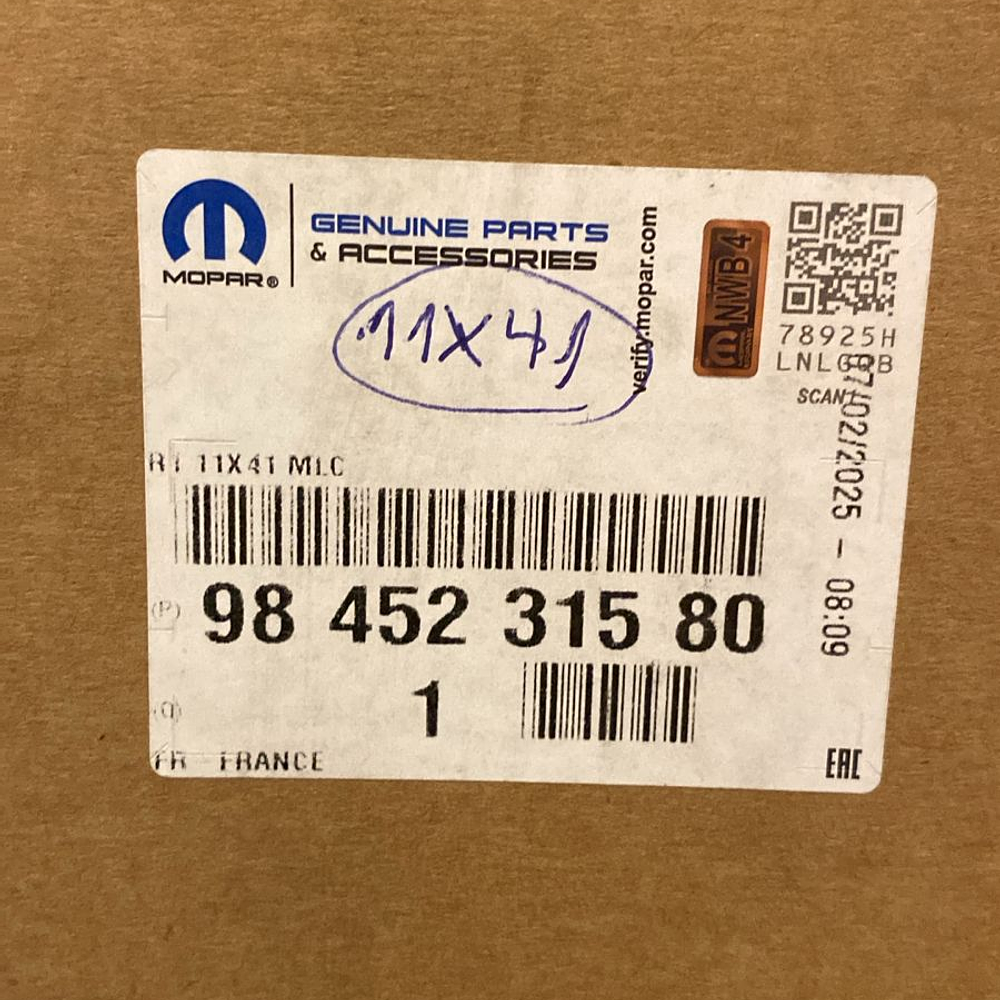 MOPAR®
GENUINE PARTS
& ACCESSORIES
verify.mopar.com
NWB4
78925H
SCAN
11X41
07/02/2025 - 08:09
11X41 MLC
(P)
98 452 315 80
(Q)
1
FR FRANCE
EAC